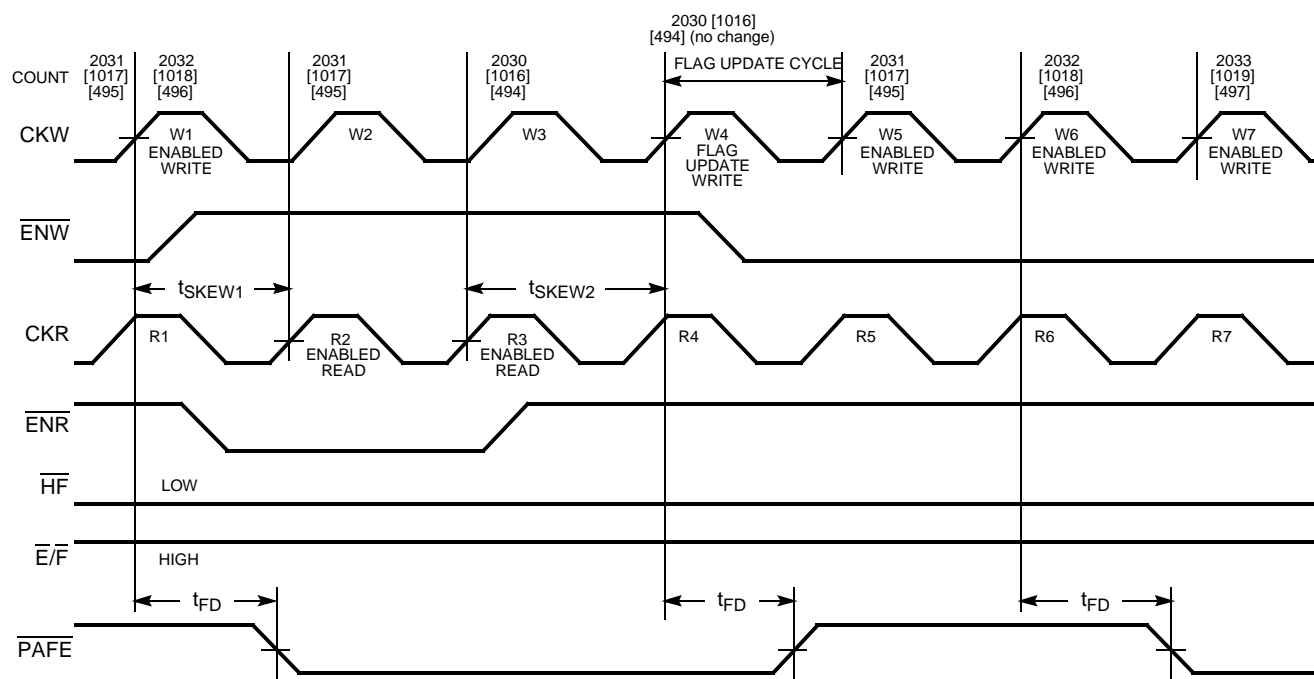 2030 [1016]
[494] (no change)
COUNT
2031
[1017]
[495]
2032
[1018]
[496]
2031
[1017]
[495]
2030
[1016]
[494]
FLAG UPDATE CYCLE
2031
[1017]
[495]
2032
[1018]
[496]
2033
[1019]
[497]
CKW
W1
ENABLED
WRITE
W2
W3
W4
FLAG
UPDATE
WRITE
W5
ENABLED
WRITE
W6
ENABLED
WRITE
W7
ENABLED
WRITE
ENW
tSKEW1
tSKEW2
CKR
R1
R2
ENABLED
READ
R3
ENABLED
READ
R4
R5
R6
R7
ENR
HF
LOW
E/F
HIGH
tFD
tFD
tFD
PAFE